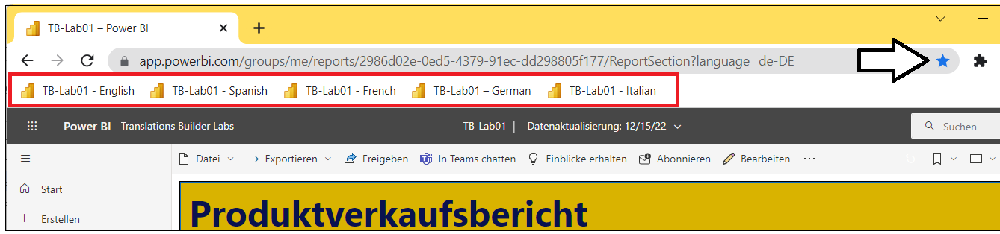 TB-Lab01 – Power BI
app.powerbi.com/groups/me/reports/2986d02e-0ed5-4379-91ec-dd298805f177/ReportSection?language=de-DE
TB-Lab01 - English TB-Lab01 - Spanish TB-Lab01 - French TB-Lab01 – German TB-Lab01 - Italian
Power BI Translations Builder Labs TB-Lab01 | Datenaktualisierung: 12/15/22 Suchen
Datei Exportieren Freigeben In Teams chatten Einblicke erhalten Abonnieren Bearbeiten ...
Start
Produktverkaufsbericht
Erstellen